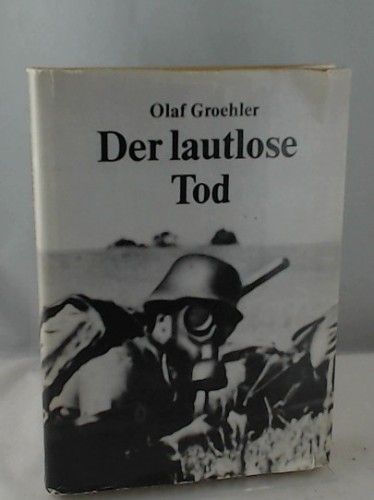 Olaf Groehler
Der lautlose
Tod